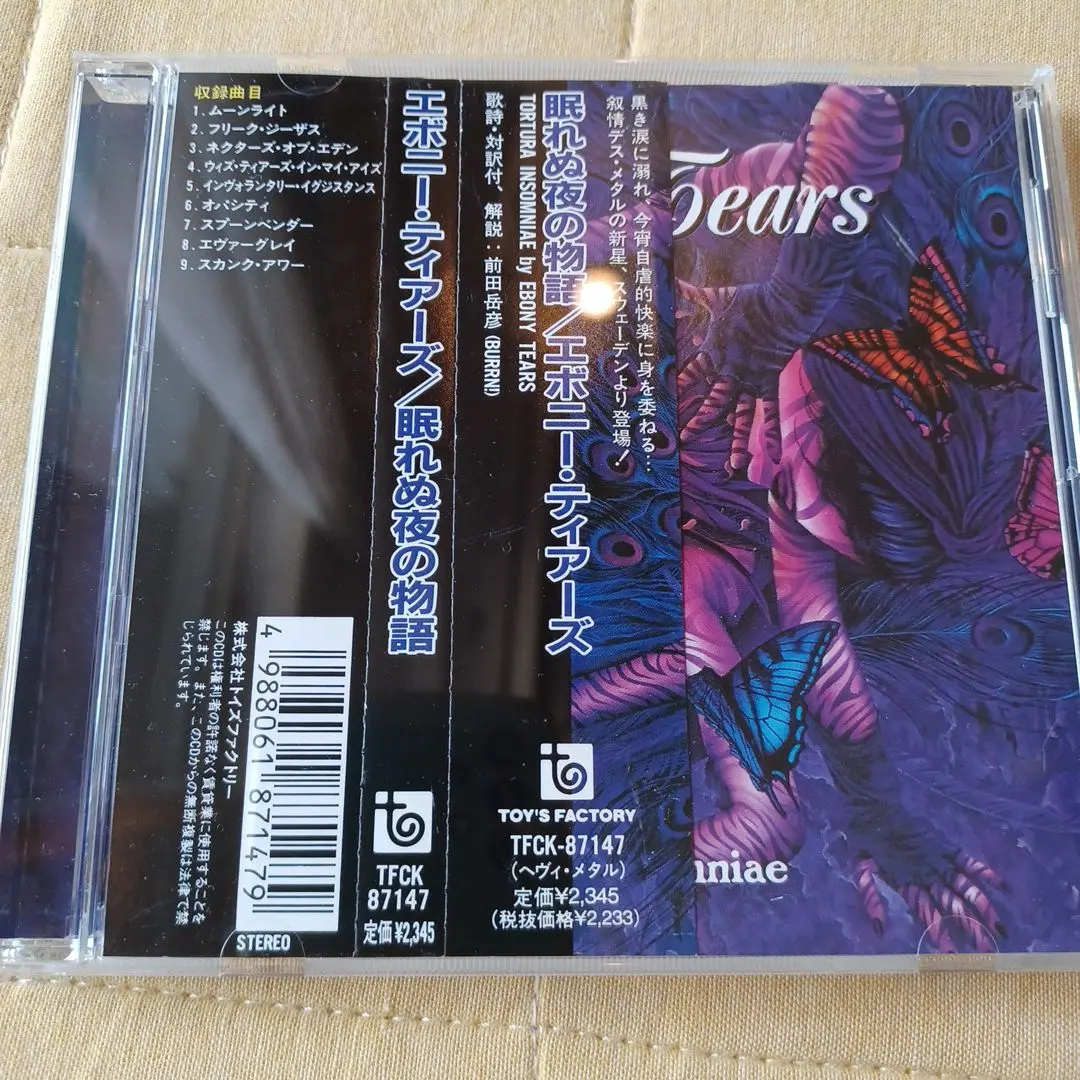 収録曲目
1. ムーンライト
2. フリーク・ジーザス
3. ネクターズ・オブ・エデン
4. ウィズ・ティアーズ・イン・マイ・アイズ
5. インヴォランタリー・イグジスタンス
6. オパシティ
7. スプーンベンダー
8. エヴァーグレイ
9. スカンク・アワー
株式会社トイズファクトリー
このCDは権利者の許諾なく賃貸業に使用することを
禁じます。また、このCDからの無断複製は法律で禁
じられています。
4 988061 871479
STEREO
エボニー・ティアーズ/眠れぬ夜の物語
TFCK
87147
定価¥2,345
黒き涙に溺れ、今宵自虐的快楽に身を委ねる…
叙情デス・メタルの新星、スウェーデンより登場!
眠れぬ夜の物語/エボニー・ティアーズ
TORTURA INSOMNIAE by EBONY TEARS
歌詩・対訳付、解説:前田岳彦 (BURRN!)
TOY'S FACTORY
TFCK-87147
(ヘヴィ・メタル)
定価¥2,345
(税抜価格¥2,233)
Tears
niae